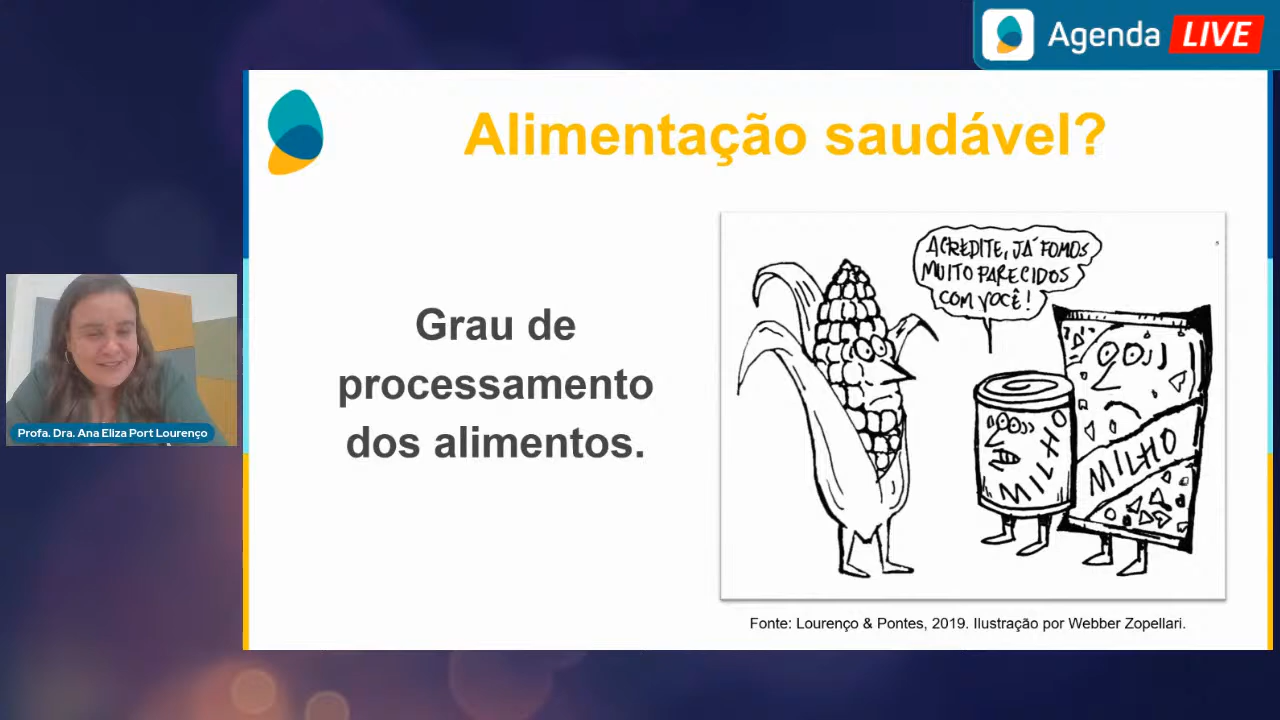 Agenda LIVE
Alimentação saudável?
Grau de
processamento
dos alimentos.
ACREDITE, JÁ FOMOS
MUITO PARECIDOS
COM VOCÊ!
MILHO
MILHO
Profa. Dra. Ana Eliza Port Lourenço
Fonte: Lourenço & Pontes, 2019. Ilustração por Webber Zopellari.